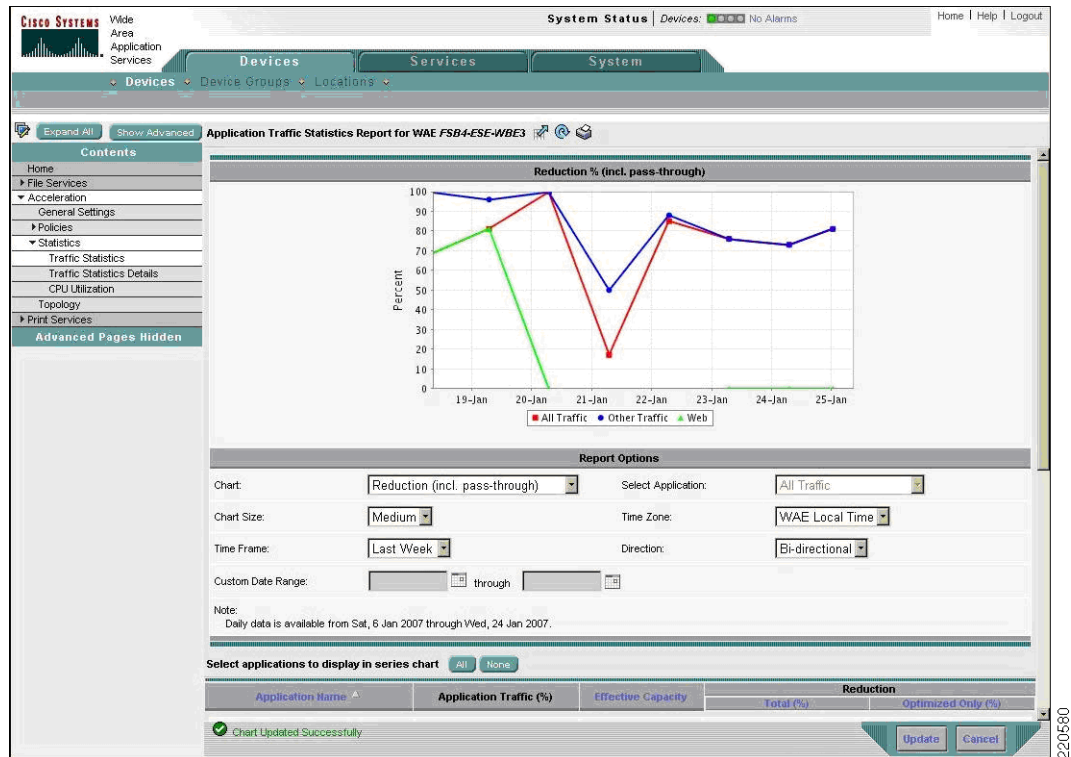 CISCO SYSTEMS
Wide
Area
Application
Services
System Status | Devices: No Alarms
Home | Help | Logout
Devices
Services
System
Devices
Device Groups
Locations
Expand All
Show Advanced
Application Traffic Statistics Report for WAE FSB4-ESE-WBE3
Contents
Home
File Services
Acceleration
General Settings
Policies
Statistics
Traffic Statistics
Traffic Statistics Details
CPU Utilization
Topology
Print Services
Advanced Pages Hidden
Reduction % (incl. pass-through)
100
90
80
70
60
50
40
30
20
10
0
Percent
19-Jan 20-Jan 21-Jan 22-Jan 23-Jan 24-Jan 25-Jan
All Traffic Other Traffic Web
Report Options
Chart: Reduction (incl. pass-through) Select Application: All Traffic
Chart Size: Medium Time Zone: WAE Local Time
Time Frame: Last Week Direction: Bi-directional
Custom Date Range: through
Note:
Daily data is available from Sat, 6 Jan 2007 through Wed, 24 Jan 2007.
Select applications to display in series chart All None
Application Name Application Traffic (%) Effective Capacity Reduction
Total (%) Optimized Only (%)
Chart Updated Successfully
Update Cancel
220580